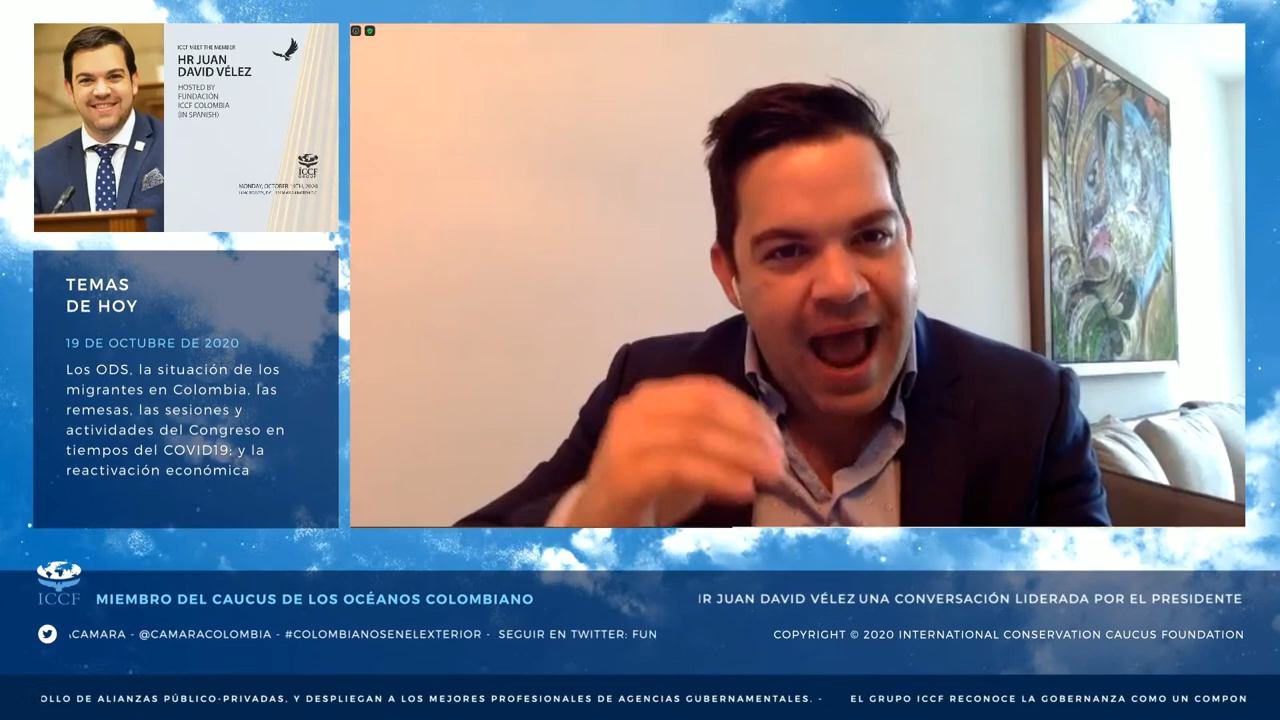 ICCF MEET THE MEMBER
HR JUAN
DAVID VÉLEZ
HOSTED BY
FUNDACIÓN
ICCF COLOMBIA
(IN SPANISH)
ICCF
GROUP
MONDAY, OCTOBER 19TH, 2020
TEMAS
DE HOY
19 DE OCTUBRE DE 2020
Los ODS, la situación de los
migrantes en Colombia, las
remesas, las sesiones y
actividades del Congreso en
tiempos del COVID19; y la
reactivación económica
ICCF
MIEMBRO DEL CAUCUS DE LOS OCÉANOS COLOMBIANO
IR JUAN DAVID VÉLEZ UNA CONVERSACIÓN LIDERADA POR EL PRESIDENTE
CAMARA - @CAMARACOLOMBIA - #COLOMBIANOSENELEXTERIOR - SEGUIR EN TWITTER: FUN
COPYRIGHT © 2020 INTERNATIONAL CONSERVATION CAUCUS FOUNDATION
OLLO DE ALIANZAS PÚBLICO-PRIVADAS, Y DESPLIEGAN A LOS MEJORES PROFESIONALES DE AGENCIAS GUBERNAMENTALES. - EL GRUPO ICCF RECONOCE LA GOBERNANZA COMO UN COMPON